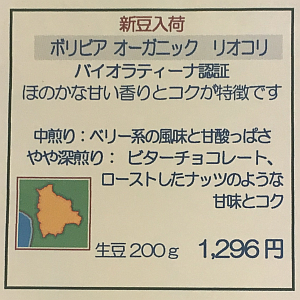 新豆入荷
ボリビア オーガニック リオコリ
バイオラティーナ認証
ほのかな甘い香りとコクが特徴です
中煎り：ベリー系の風味と甘酸っぱさ
やや深煎り： ビターチョコレート、
ローストしたナッツのような
甘味とコク
生豆200ｇ 1,296円